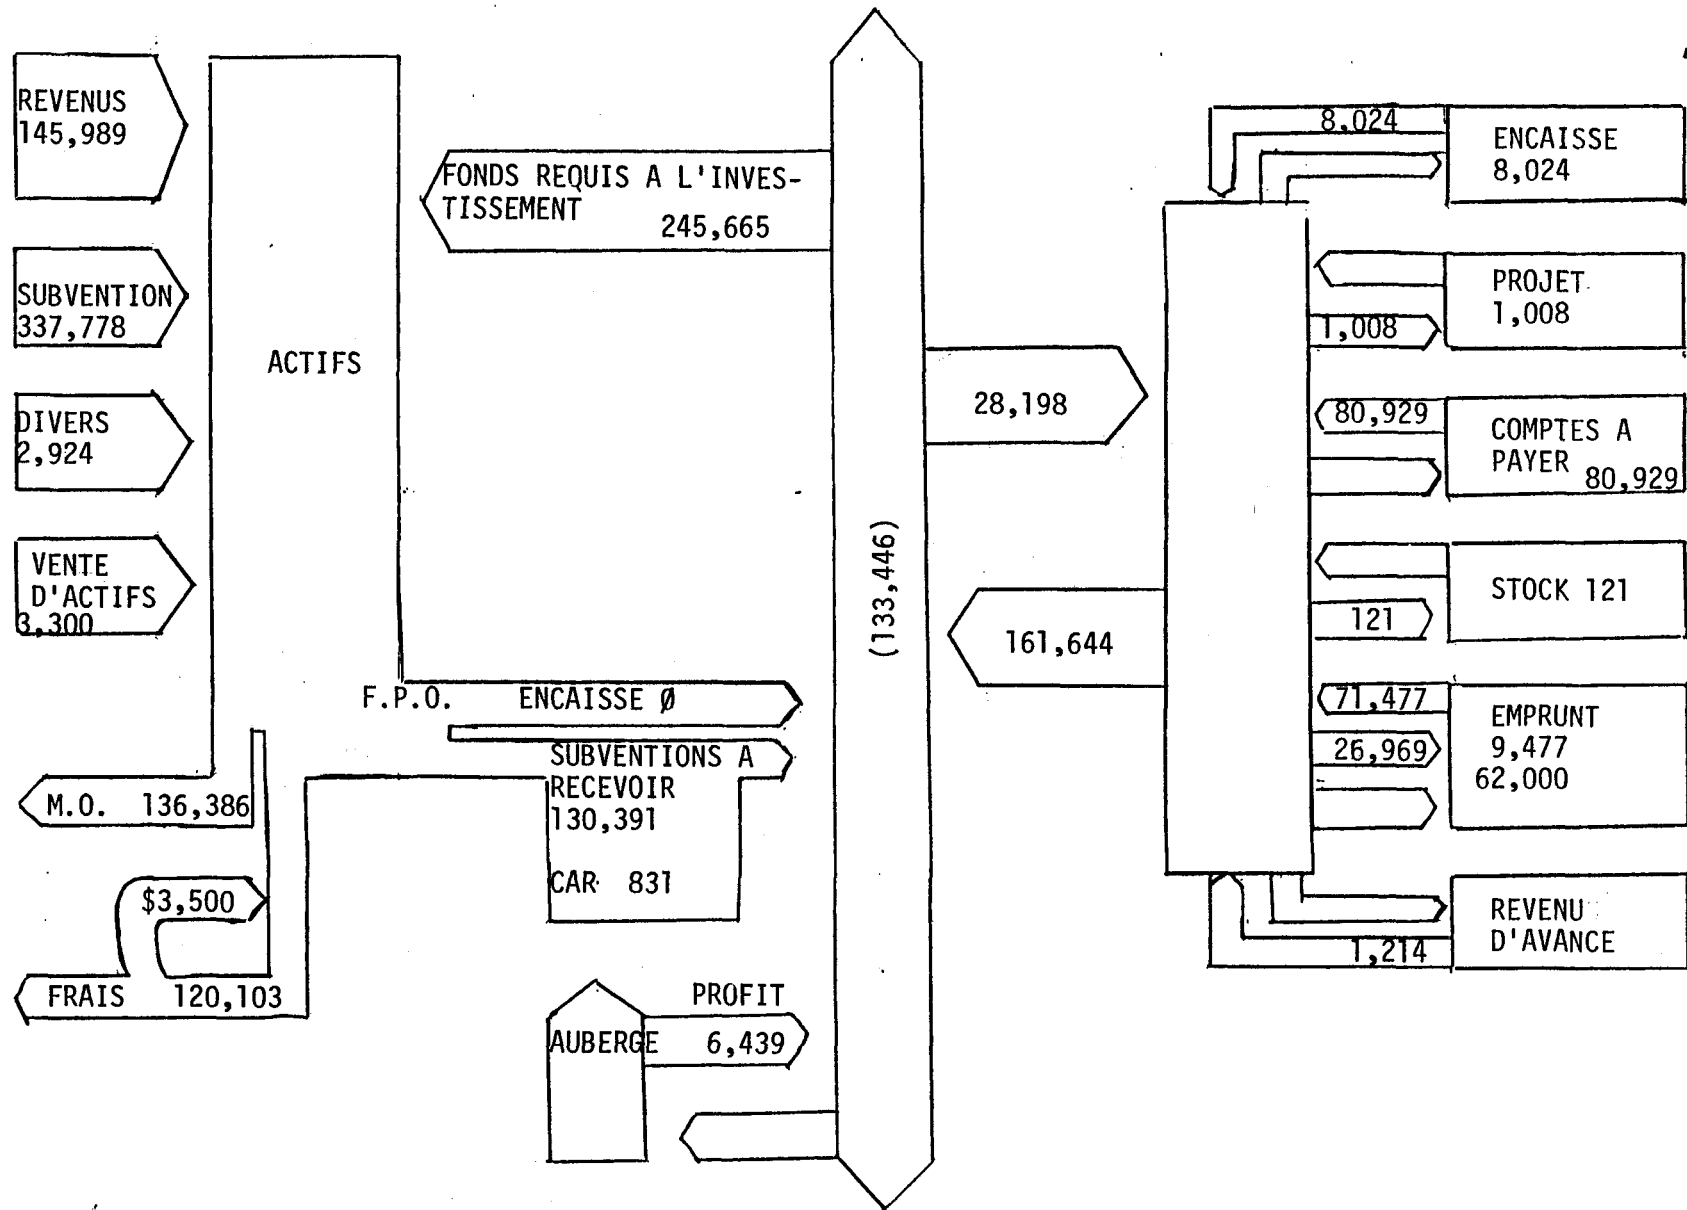 REVENUS
145,989
SUBVENTION
337,778
DIVERS
2,924
VENTE
D'ACTIFS
3,300
ACTIFS
FONDS REQUIS A L'INVES-
TISSEMENT 245,665
F.P.O. ENCAISSE Ø
SUBVENTIONS A
RECEVOIR
130,391
CAR 831
M.O. 136,386
$3,500
FRAIS 120,103
PROFIT
AUBERGE 6,439
(133,446)
28,198
161,644
8,024
ENCAISSE
8,024
PROJET
1,008
1,008
80,929
COMPTES A
PAYER 80,929
STOCK 121
121
71,477
26,969
EMPRUNT
9,477
62,000
REVENU
D'AVANCE
1,214